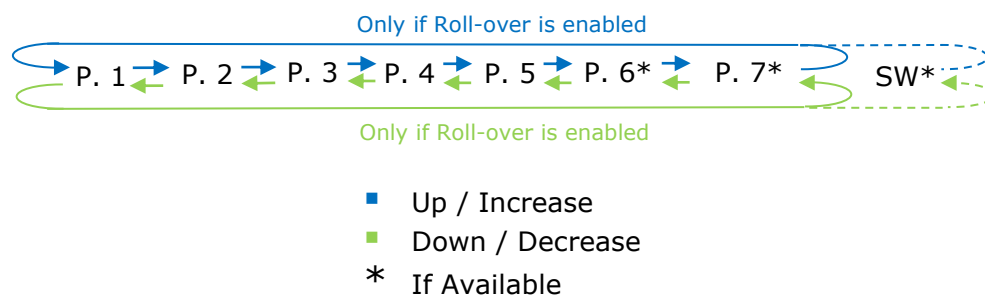 Only if Roll-over is enabled
P. 1 P. 2 P. 3 P. 4 P. 5 P. 6* P. 7* SW*
Only if Roll-over is enabled
Up / Increase
Down / Decrease
* If Available